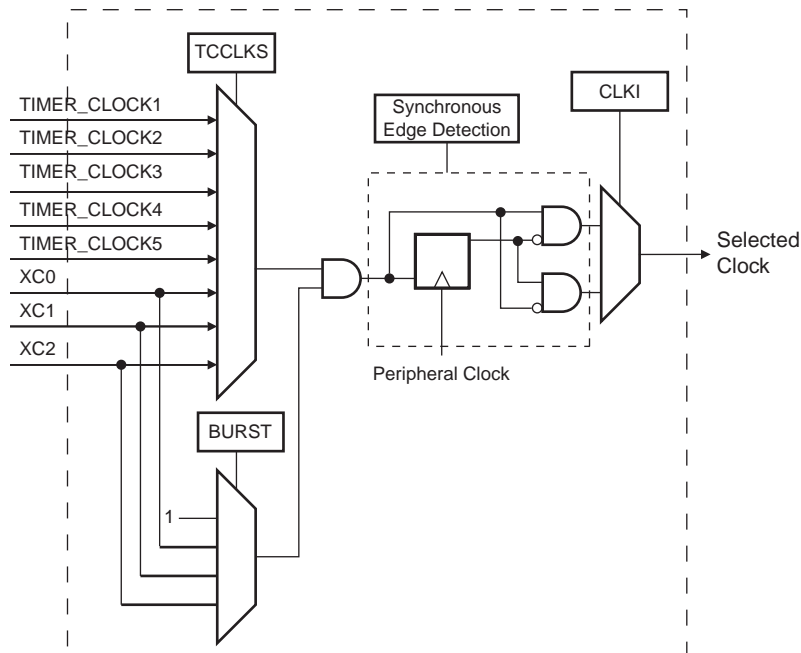 TCCLKS
TIMER_CLOCK1
TIMER_CLOCK2
TIMER_CLOCK3
TIMER_CLOCK4
TIMER_CLOCK5
XC0
XC1
XC2
CLKI
Synchronous
Edge Detection
Selected
Clock
Peripheral Clock
BURST
1